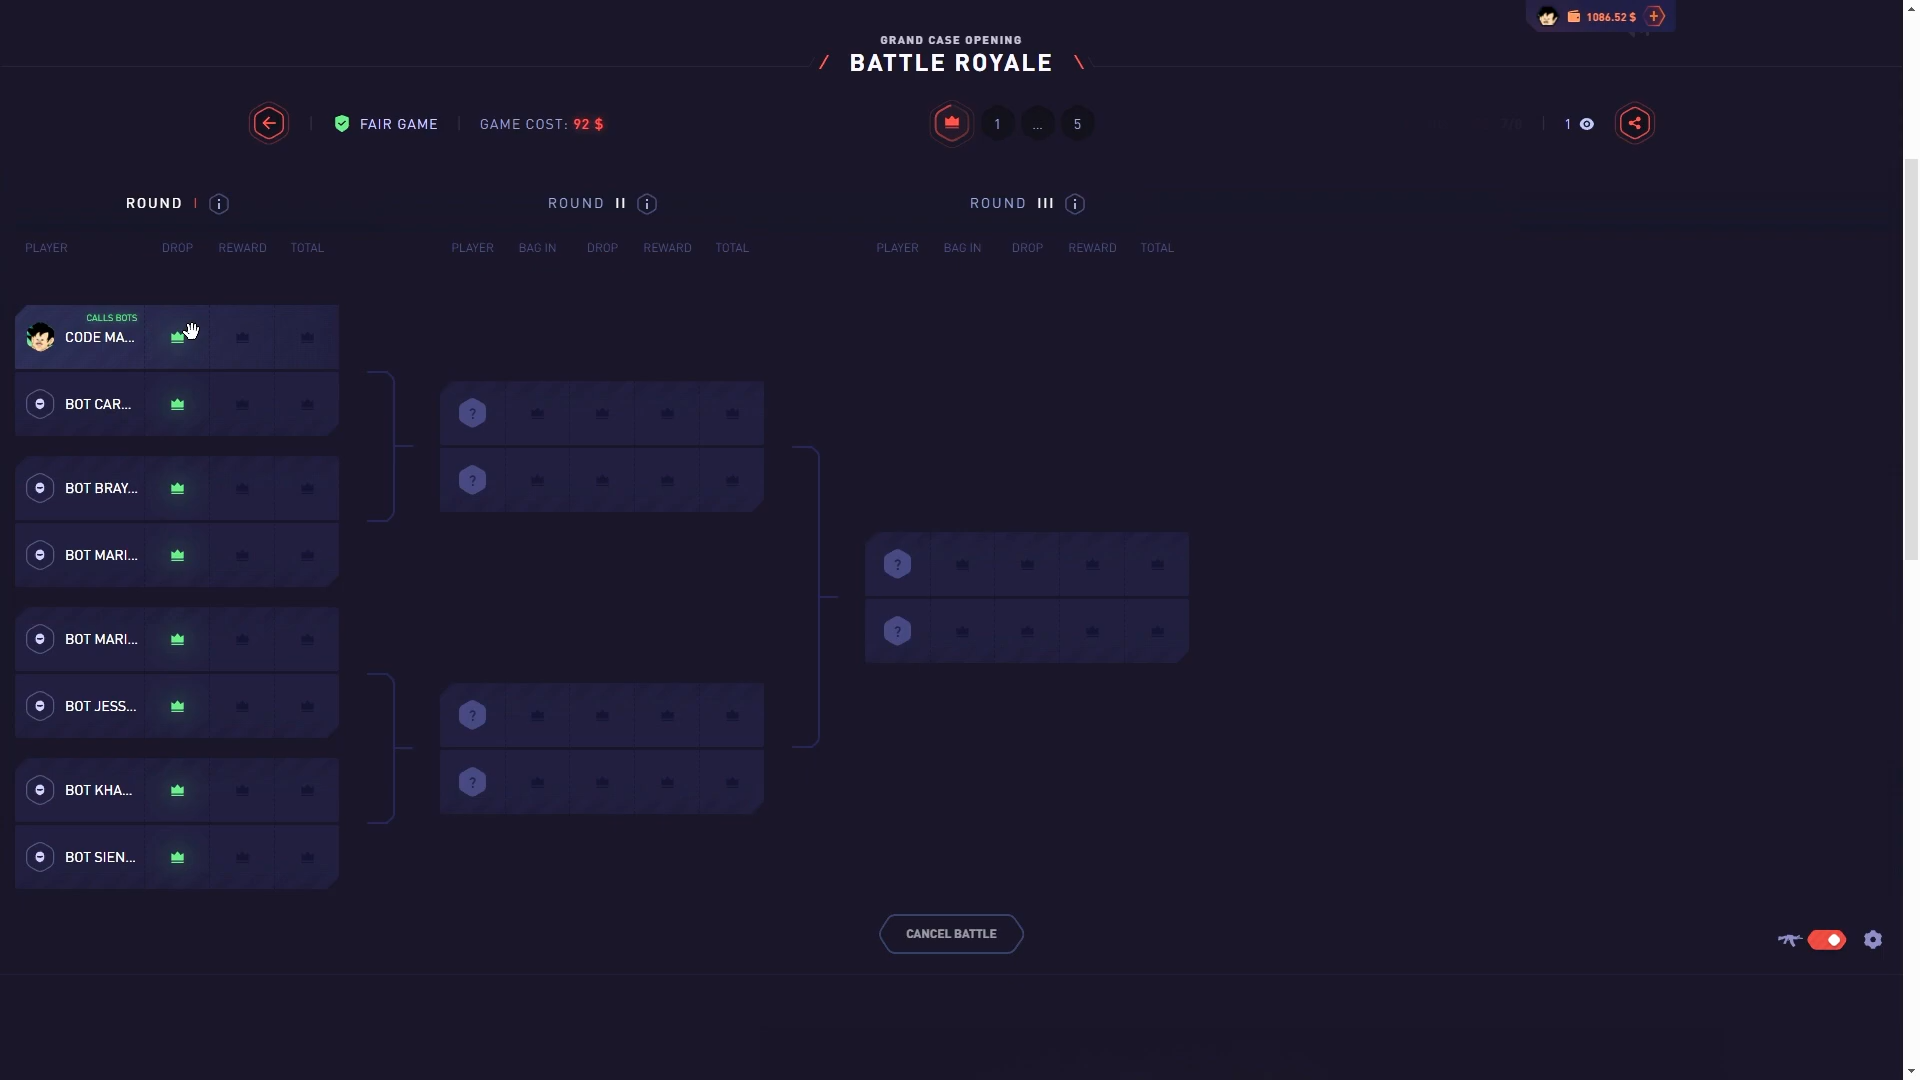 1086.52 $
GRAND CASE OPENING
BATTLE ROYALE
FAIR GAME
GAME COST: 92 $
1
...
5
7/8
1
ROUND I
ROUND II
ROUND III
PLAYER DROP REWARD TOTAL
PLAYER BAG IN DROP REWARD TOTAL
PLAYER BAG IN DROP REWARD TOTAL
CALLS BOTS
CODE MA...
BOT CAR...
BOT BRAY...
BOT MARI...
BOT MARI...
BOT JESS...
BOT KHA...
BOT SIEN...
?
?
?
?
?
?
CANCEL BATTLE